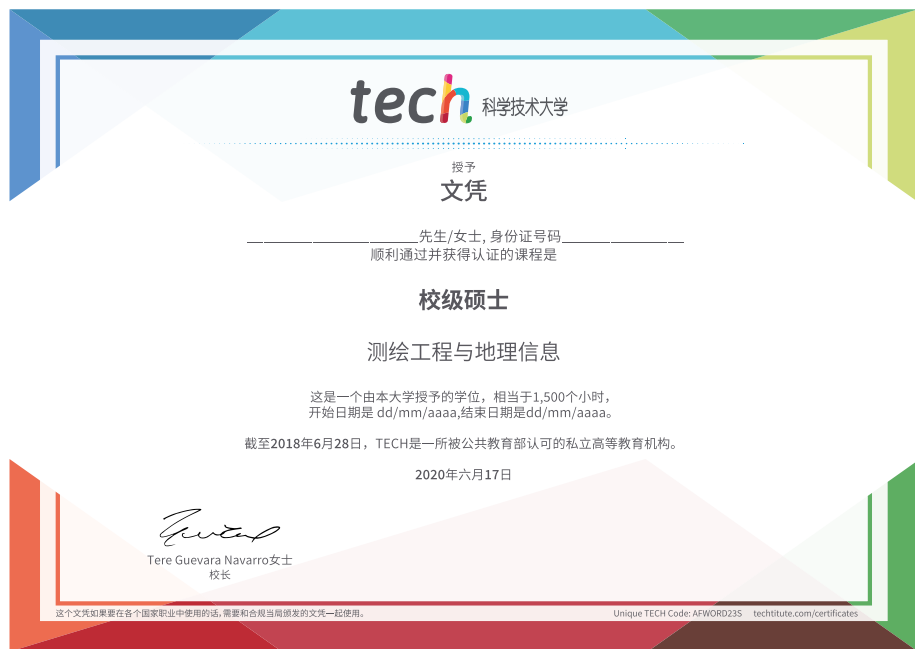 tech 科学技术大学
授予
文凭
先生/女士, 身份证号码
顺利通过并获得认证的课程是
校级硕士
测绘工程与地理信息
这是一个由本大学授予的学位，相当于1,500个小时，
开始日期是 dd/mm/aaaa,结束日期是dd/mm/aaaa。
截至2018年6月28日，TECH是一所被公共教育部认可的私立高等教育机构。
2020年六月17日
Tere Guevara Navarro女士
校长
这个文凭如果要在各个国家职业中使用的话,需要和合规当局颁发的文凭一起使用。
Unique TECH Code: AFWORD23S techtitute.com/certificates